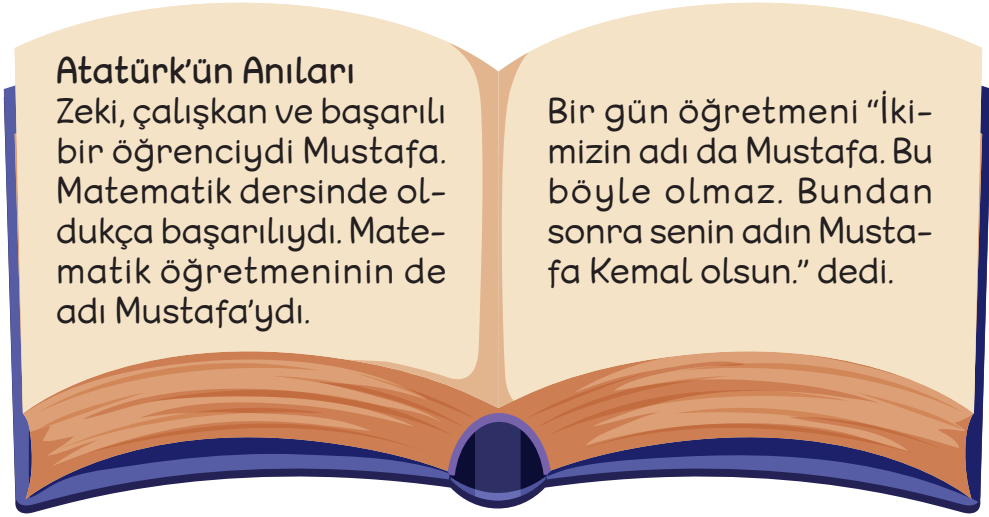 Atatürk’ün Anıları
Zeki, çalışkan ve başarılı
bir öğrenciydi Mustafa.
Matematik dersinde ol-
dukça başarılıydı. Mate-
matik öğretmeninin de
adı Mustafa’ydı.
Bir gün öğretmeni “İki-
mizin adı da Mustafa. Bu
böyle olmaz. Bundan
sonra senin adın Musta-
fa Kemal olsun.” dedi.